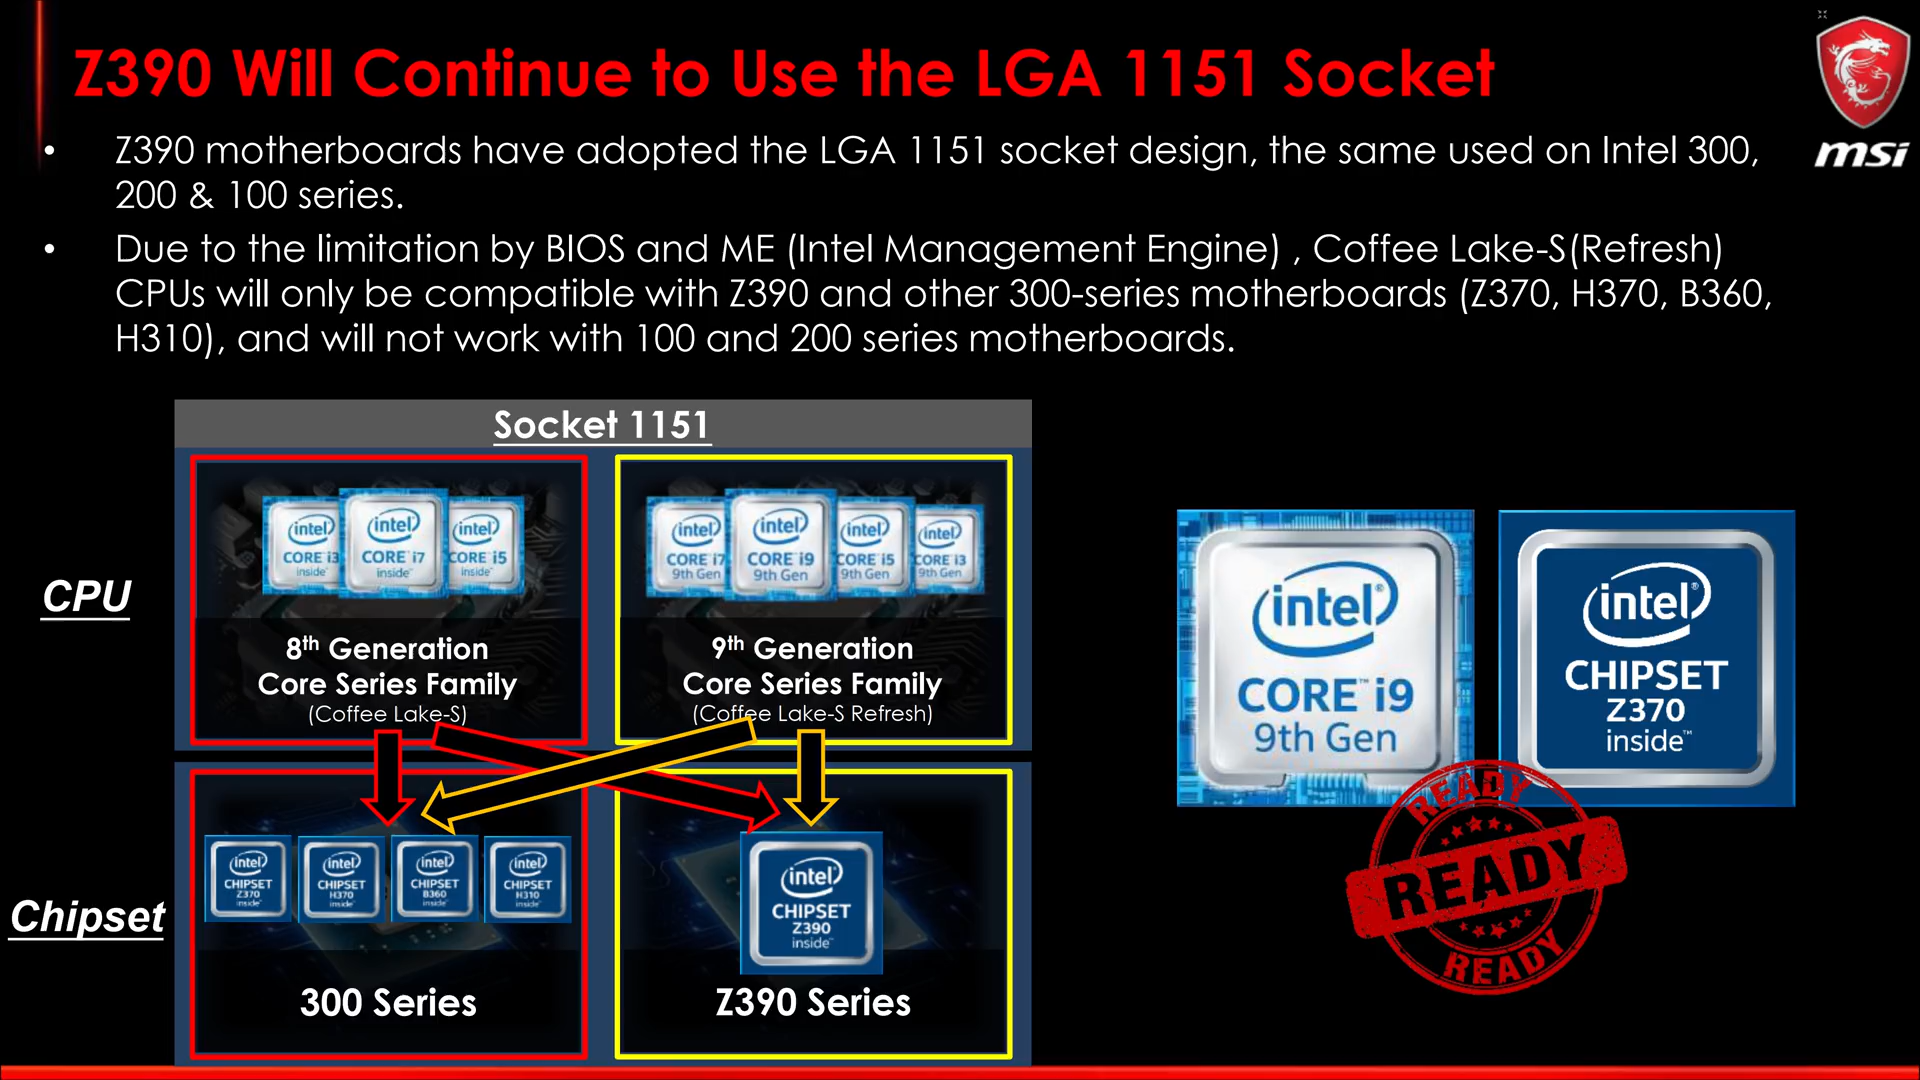 Z390 Will Continue to Use the LGA 1151 Socket
msi
• Z390 motherboards have adopted the LGA 1151 socket design, the same used on Intel 300,
200 & 100 series.
• Due to the limitation by BIOS and ME (Intel Management Engine) , Coffee Lake-S(Refresh)
CPUs will only be compatible with Z390 and other 300-series motherboards (Z370, H370, B360,
H310), and will not work with 100 and 200 series motherboards.
Socket 1151
CPU
intel
CORE i3
inside
intel
CORE™ i7
inside™
intel
CORE i5
inside™
8th Generation
Core Series Family
(Coffee Lake-S)
intel
CORE i7
9th Gen
intel
CORE i9
9th Gen
intel
CORE i5
9th Gen
intel
CORE i3
9th Gen
9th Generation
Core Series Family
(Coffee Lake-S Refresh)
Chipset
intel
CHIPSET
Z370
inside
intel
CHIPSET
H370
inside
intel
CHIPSET
B360
inside
intel
CHIPSET
H310
inside
300 Series
intel
CHIPSET
Z390
inside™
Z390 Series
intel®
CORE™ i9
9th Gen
intel®
CHIPSET
Z370
inside™
READY
READY
READY